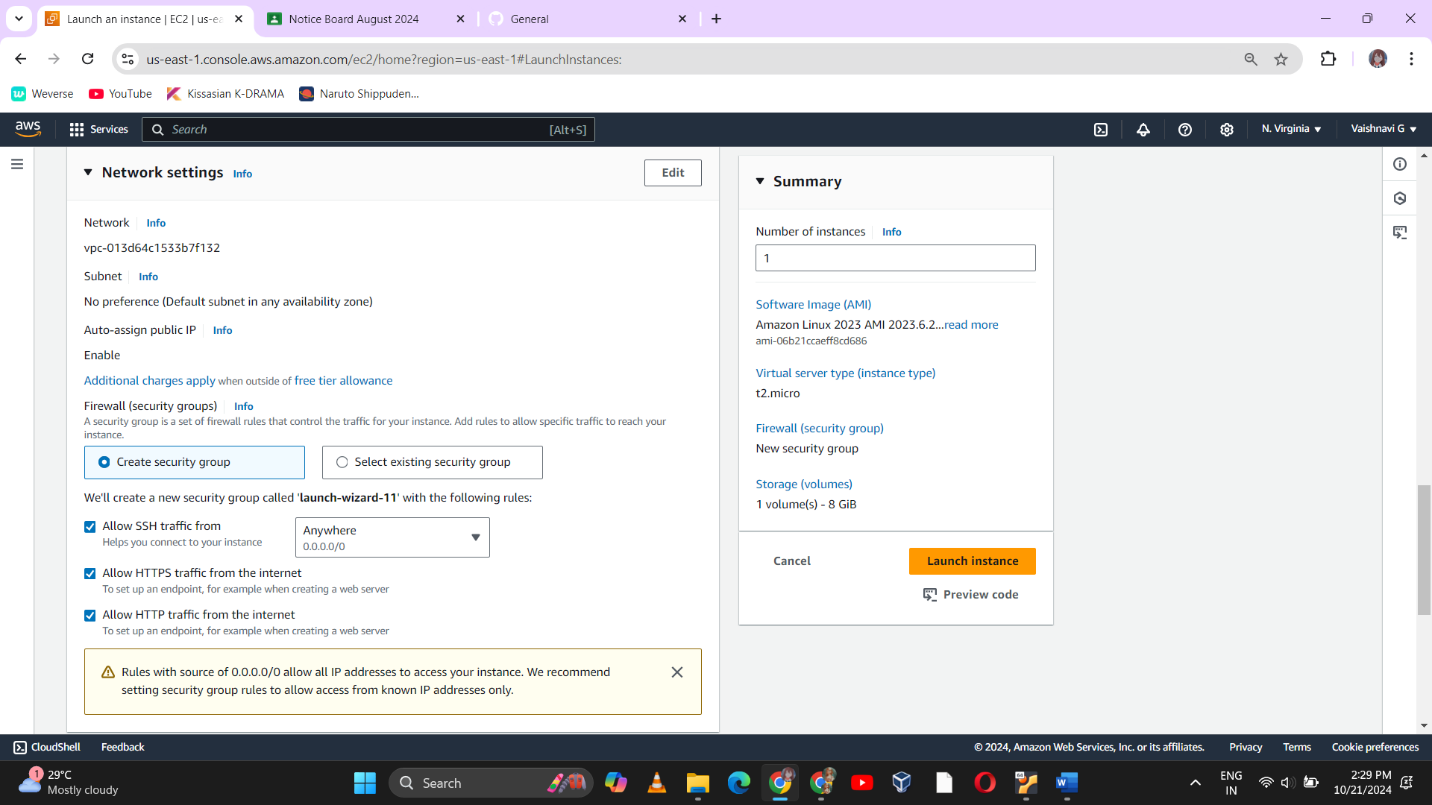 Launch an instance | EC2 | us-ea
Notice Board August 2024
General
us-east-1.console.aws.amazon.com/ec2/home?region=us-east-1#LaunchInstances:
Weverse
YouTube
Kissasian K-DRAMA
Naruto Shippuden...
aws
Services
Search
[Alt+S]
N. Virginia
Vaishnavi G
Network settings Info
Edit
Network Info
vpc-013d64c1533b7f132
Subnet Info
No preference (Default subnet in any availability zone)
Auto-assign public IP Info
Enable
Additional charges apply when outside of free tier allowance
Firewall (security groups) Info
A security group is a set of firewall rules that control the traffic for your instance. Add rules to allow specific traffic to reach your
instance.
Create security group
Select existing security group
We'll create a new security group called 'launch-wizard-11' with the following rules:
Allow SSH traffic from
Helps you connect to your instance
Anywhere
0.0.0.0/0
Allow HTTPS traffic from the internet
To set up an endpoint, for example when creating a web server
Allow HTTP traffic from the internet
To set up an endpoint, for example when creating a web server
Rules with source of 0.0.0.0/0 allow all IP addresses to access your instance. We recommend
setting security group rules to allow access from known IP addresses only.
Summary
Number of instances Info
1
Software Image (AMI)
Amazon Linux 2023 AMI 2023.6.2...read more
ami-06b21ccaeff8cd686
Virtual server type (instance type)
t2.micro
Firewall (security group)
New security group
Storage (volumes)
1 volume(s) - 8 GiB
Cancel
Launch instance
Preview code
CloudShell
Feedback
© 2024, Amazon Web Services, Inc. or its affiliates.
Privacy
Terms
Cookie preferences
1
29°C
Mostly cloudy
Search
ENG
IN
2:29 PM
10/21/2024